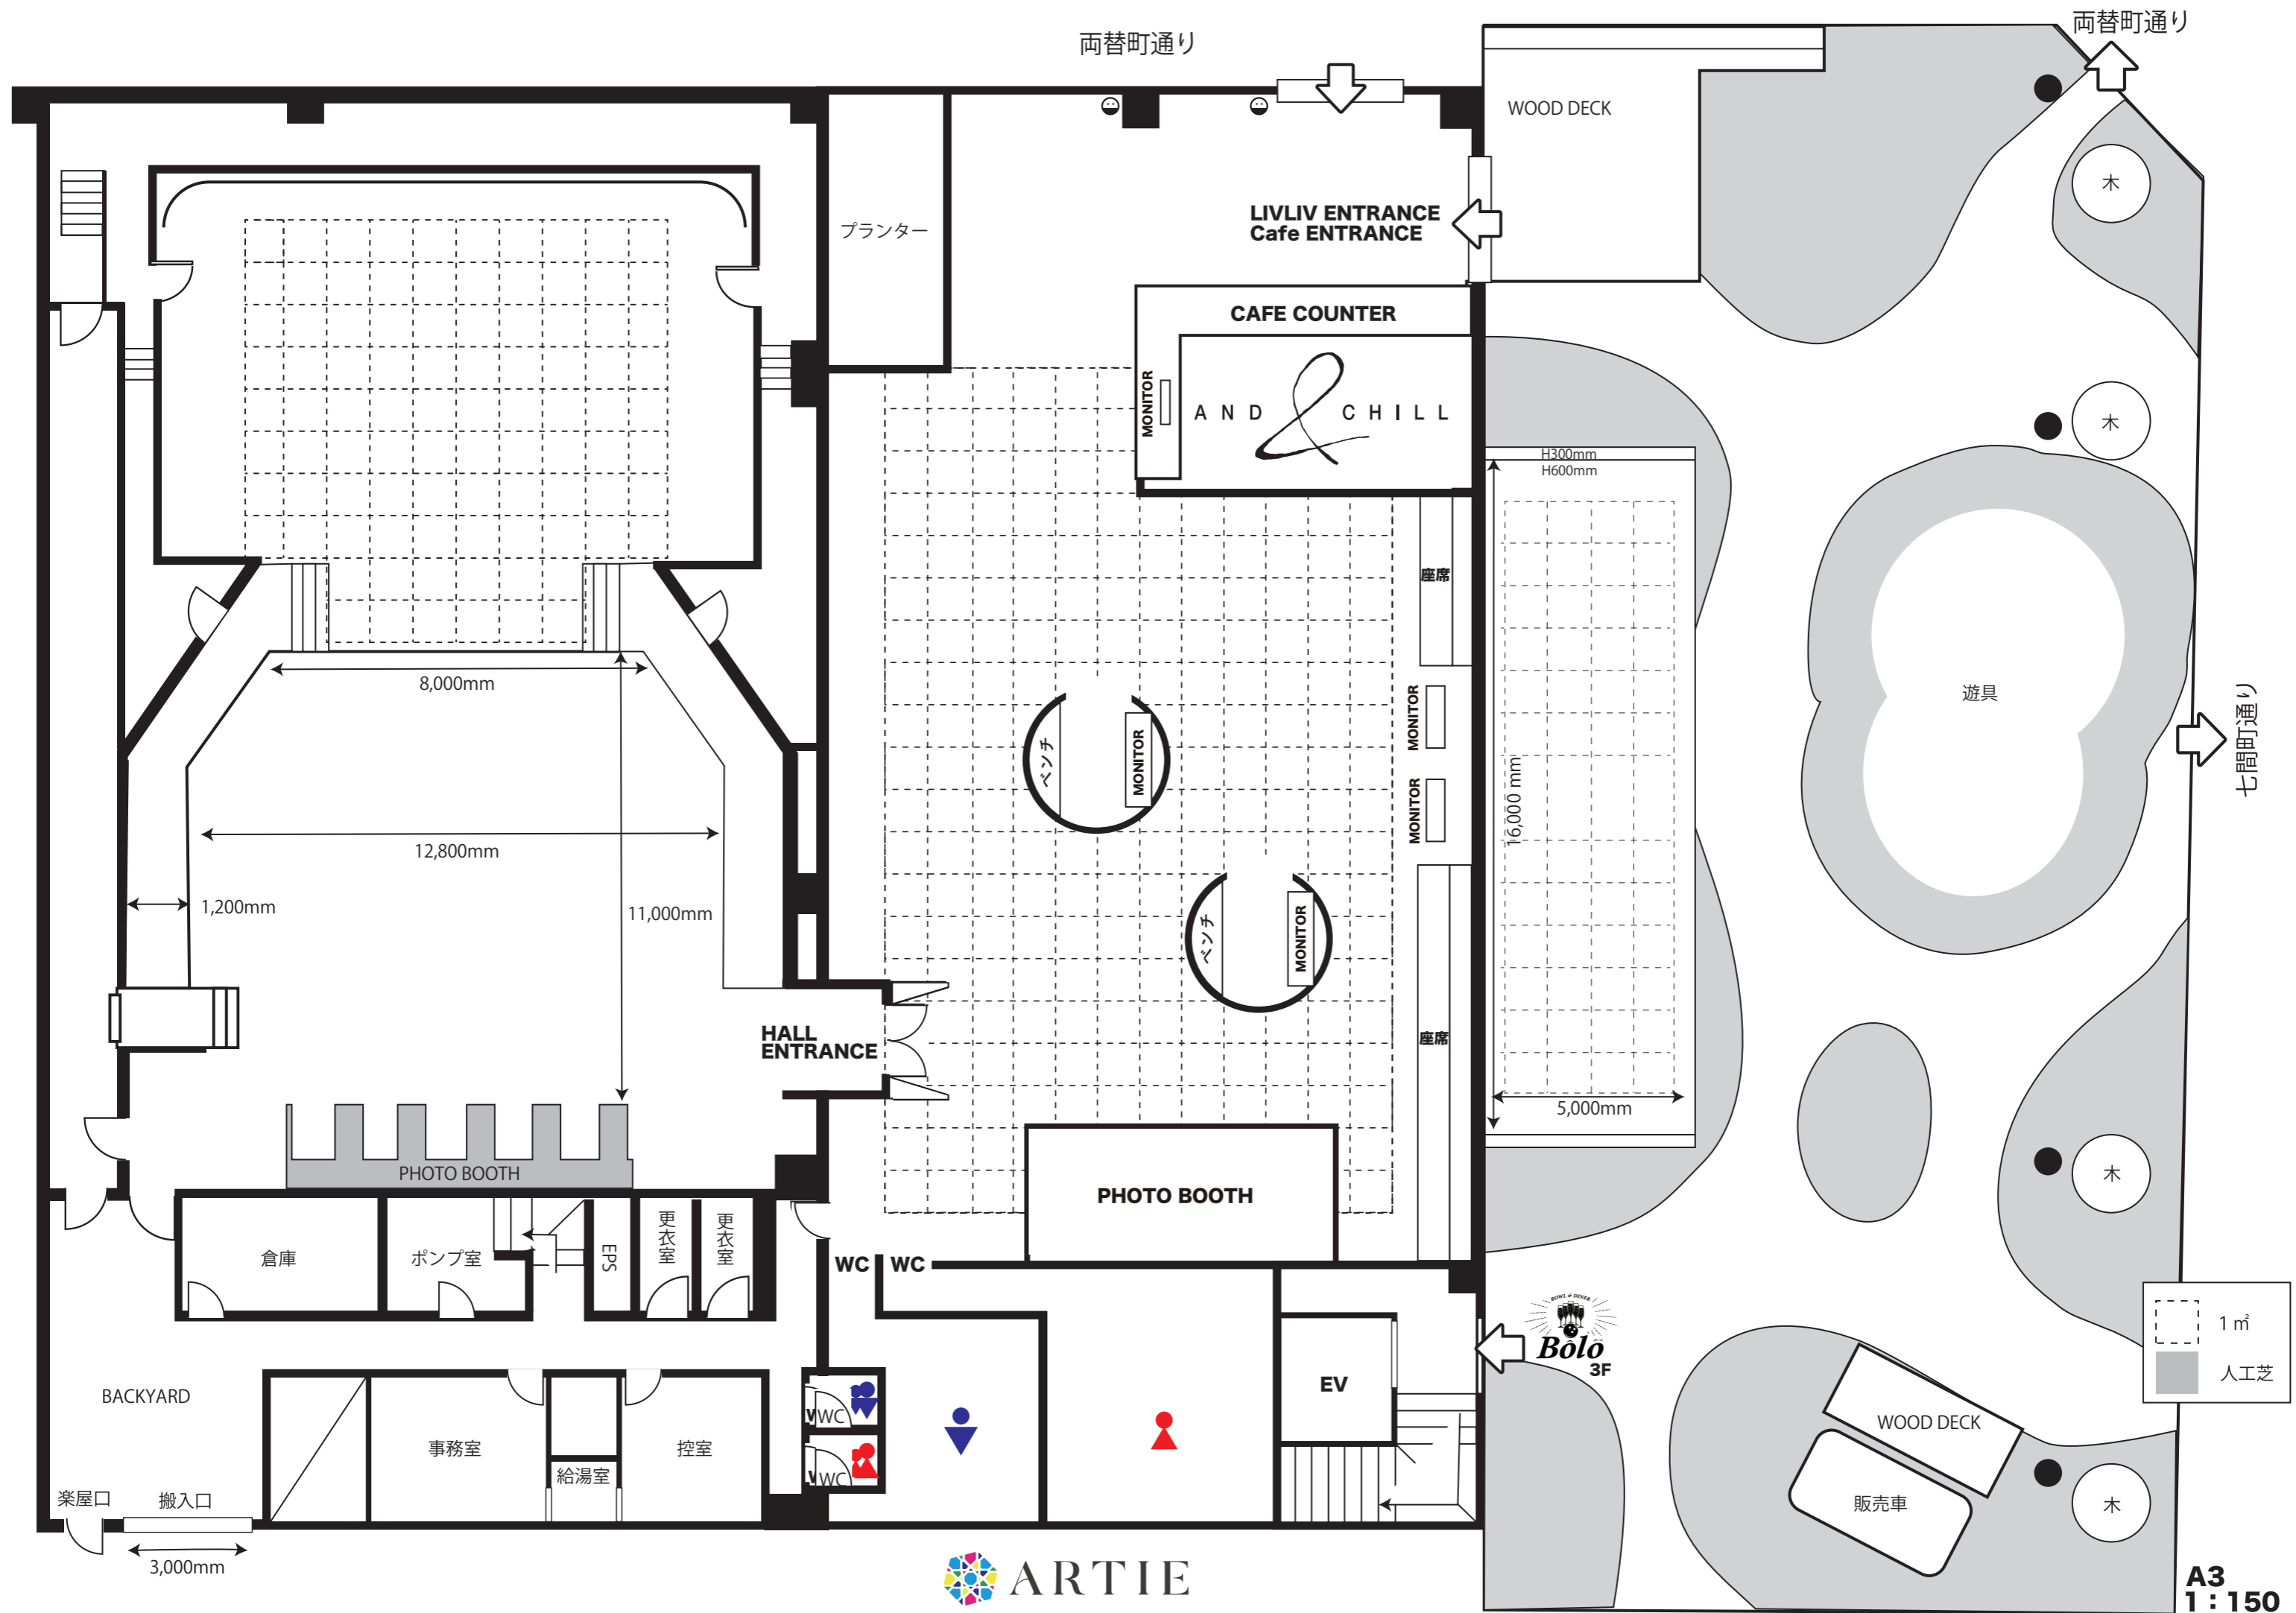 両替町通り
両替町通り
WOOD DECK
木
プランター
LIVLIV ENTRANCE
Cafe ENTRANCE
CAFE COUNTER
MONITOR
AND & CHILL
木
H300mm
H600mm
座席
8,000mm
遊具
七間町通り
MONITOR
MONITOR
ベンチ
MONITOR
16,000 mm
12,800mm
1,200mm
11,000mm
ベンチ
MONITOR
HALL
ENTRANCE
座席
5,000mm
PHOTO BOOTH
PHOTO BOOTH
木
倉庫
ポンプ室
EPS
更衣室
更衣室
WC
WC
BOWL & DINER
Bolo
3F
1㎡
人工芝
EV
BACKYARD
WC
WC
事務室
給湯室
控室
WOOD DECK
販売車
木
楽屋口
搬入口
3,000mm
ARTIE
A3
1:150